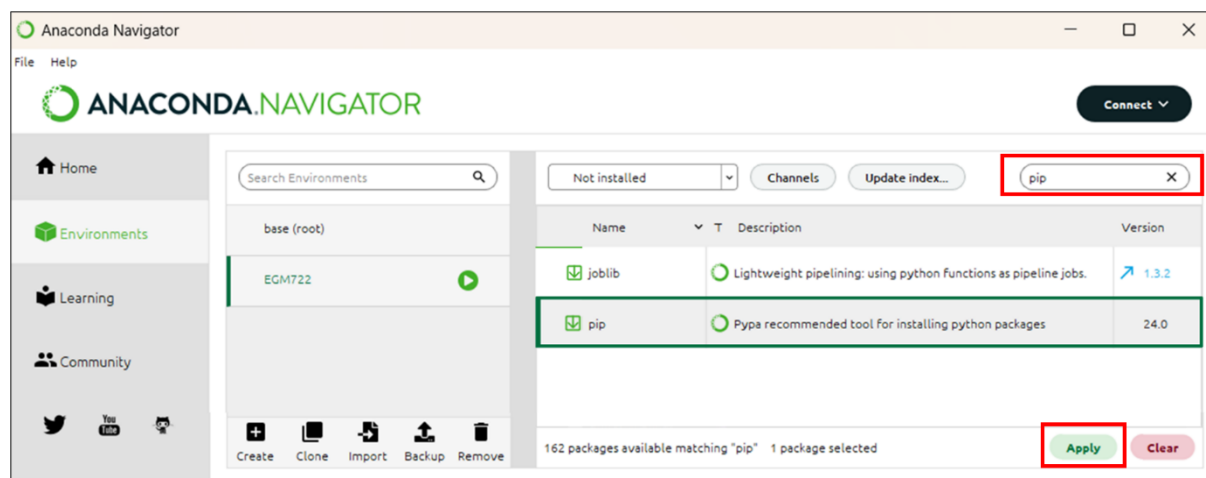 Anaconda Navigator
File Help
ANACONDA.NAVIGATOR
Connect
Home
Environments
Learning
Community
You Tube
Search Environments
base (root)
EGM722
Create Clone Import Backup Remove
Not installed Channels Update index... pip
Name T Description Version
joblib Lightweight pipelining: using python functions as pipeline jobs. 1.3.2
pip Pypa recommended tool for installing python packages 24.0
162 packages available matching "pip" 1 package selected Apply Clear